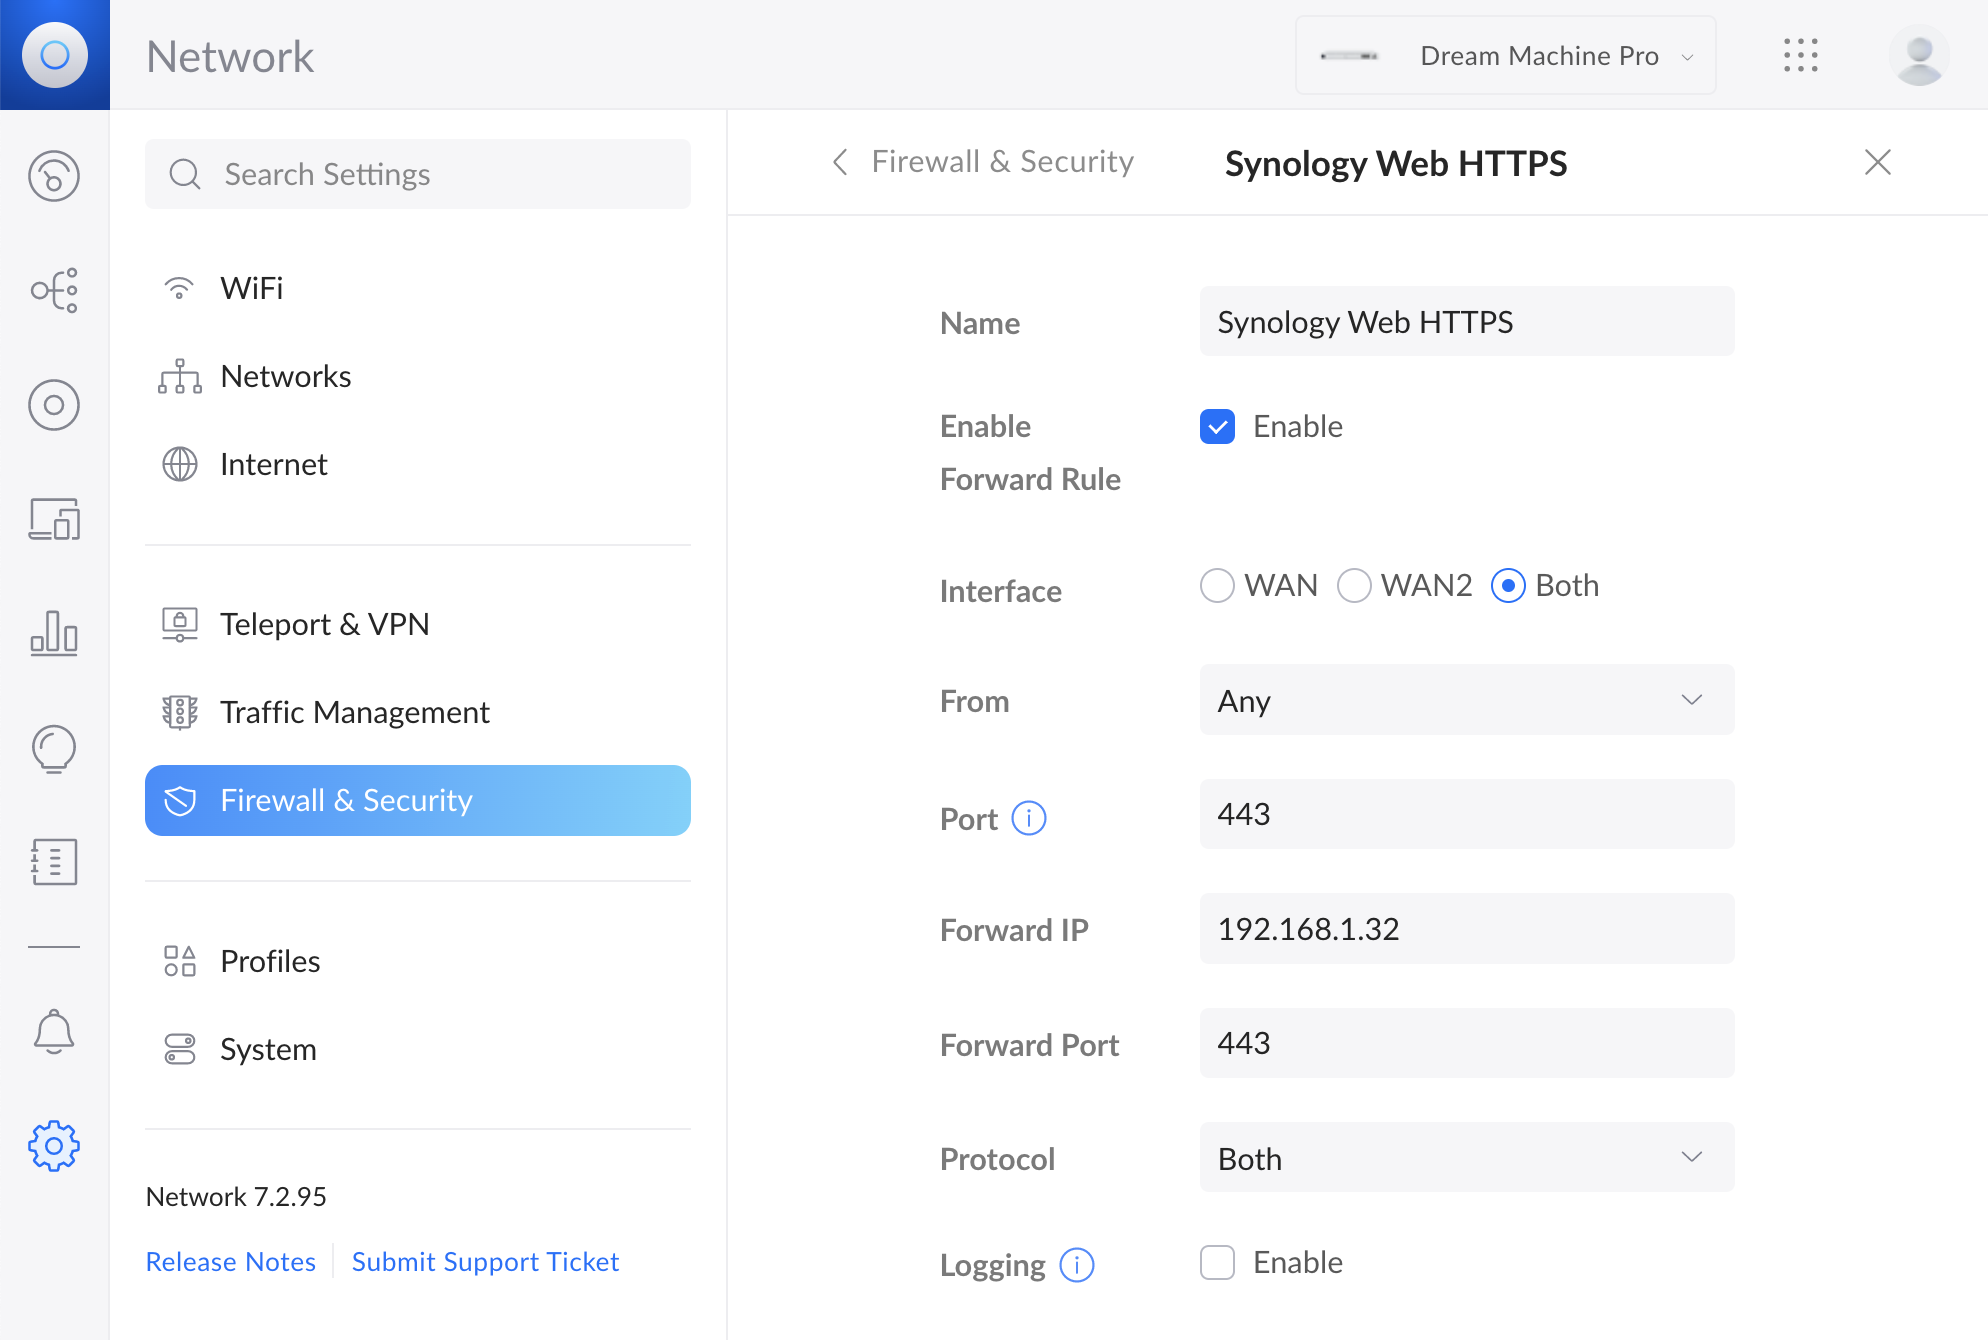 Network
Dream Machine Pro
Search Settings
WiFi
Networks
Internet
Teleport & VPN
Traffic Management
Firewall & Security
Profiles
System
Network 7.2.95
Release Notes
Submit Support Ticket
Firewall & Security
Synology Web HTTPS
Name
Synology Web HTTPS
Enable
Forward Rule
Enable
Interface
WAN
WAN2
Both
From
Any
Port
443
Forward IP
192.168.1.32
Forward Port
443
Protocol
Both
Logging
Enable